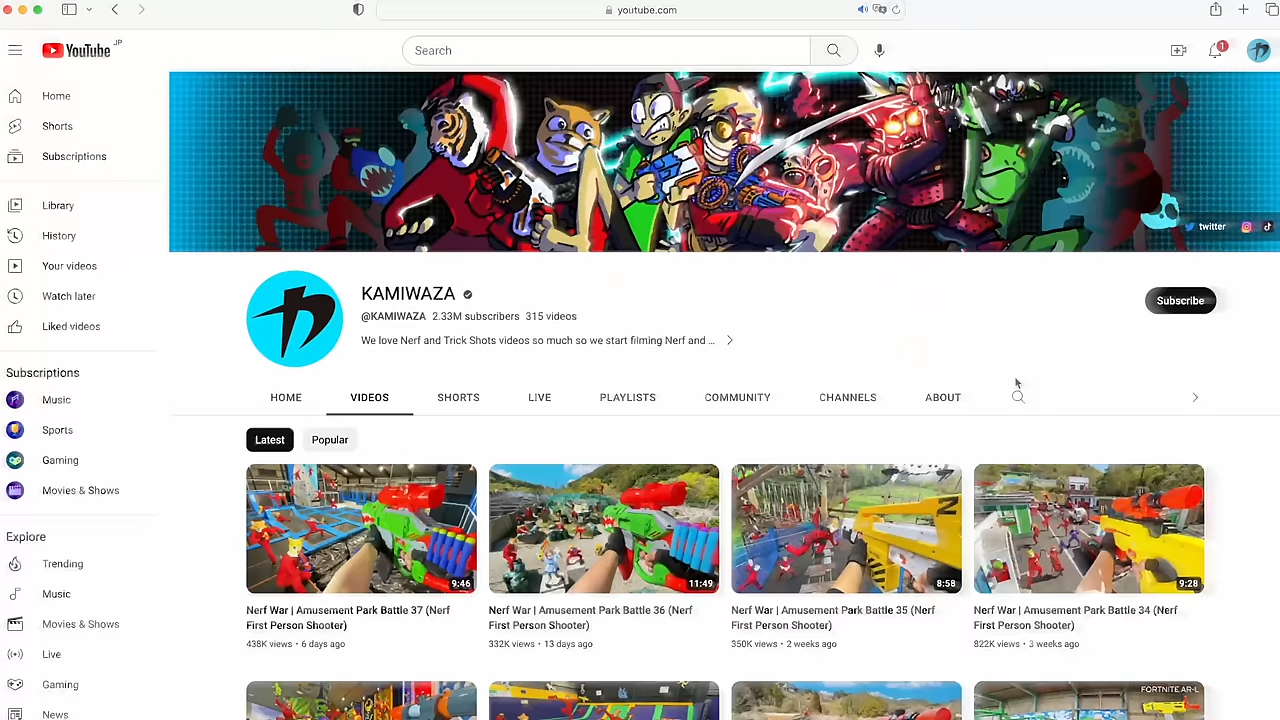 youtube.com
YouTube JP
Search
1
Home
Shorts
Subscriptions
Library
History
Your videos
Watch later
Liked videos
Subscriptions
Music
Sports
Gaming
Movies & Shows
Explore
Trending
Music
Movies & Shows
Live
Gaming
News
twitter
カ
KAMIWAZA
@KAMIWAZA 2.33M subscribers 315 videos
We love Nerf and Trick Shots videos so much so we start filming Nerf and ...
Subscribe
HOME VIDEOS SHORTS LIVE PLAYLISTS COMMUNITY CHANNELS ABOUT
Latest Popular
9:46 11:49 8:58 9:28
Nerf War | Amusement Park Battle 37 (Nerf
First Person Shooter)
438K views • 6 days ago
Nerf War | Amusement Park Battle 36 (Nerf
First Person Shooter)
332K views • 13 days ago
Nerf War | Amusement Park Battle 35 (Nerf
First Person Shooter)
350K views • 2 weeks ago
Nerf War | Amusement Park Battle 34 (Nerf
First Person Shooter)
822K views • 3 weeks ago
FORTNITE AR-L